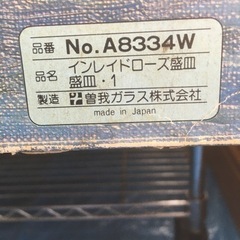 品番 No.A8334W
品名 インレイドローズ盛皿
盛皿・1
製造 曽我ガラス株式会社
made in Japan